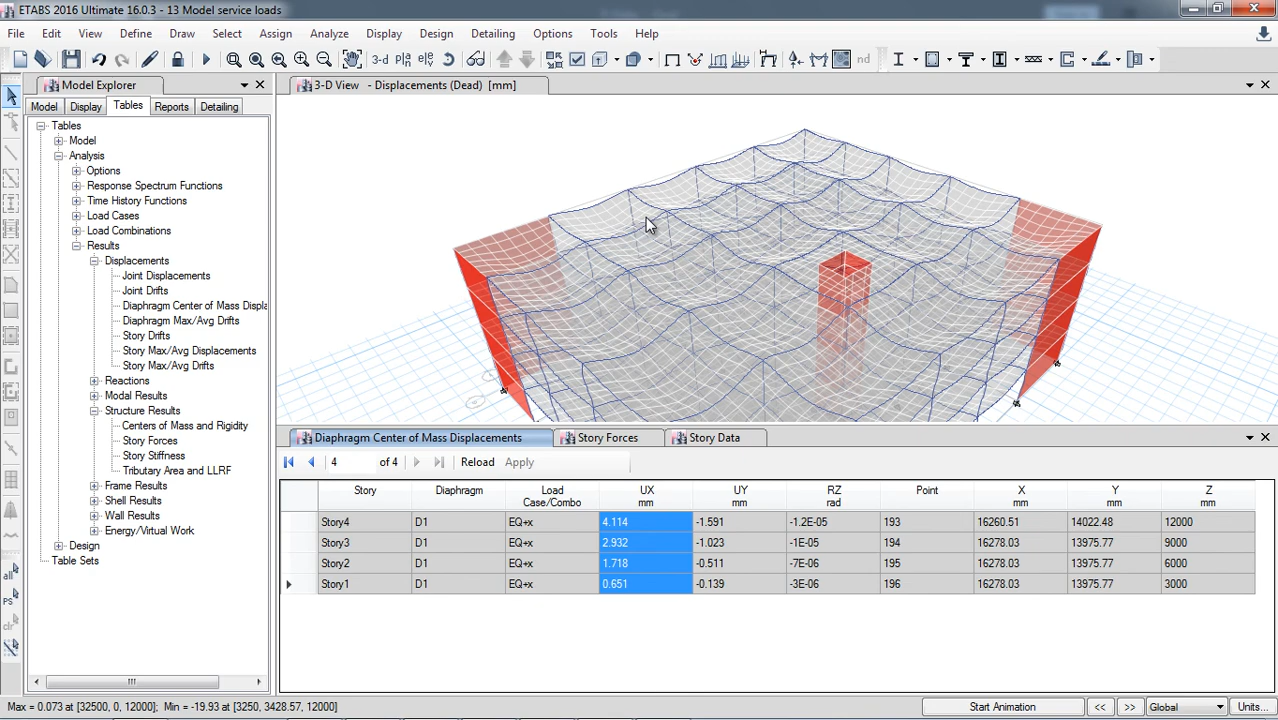 ETABS 2016 Ultimate 16.0.3 - 13 Model service loads
File Edit View Define Draw Select Assign Analyze Display Design Detailing Options Tools Help
3-d pla ele nd
Model Explorer
Model Display Tables Reports Detailing
Tables
Model
Analysis
Options
Response Spectrum Functions
Time History Functions
Load Cases
Load Combinations
Results
Displacements
Joint Displacements
Joint Drifts
Diaphragm Center of Mass Displa
Diaphragm Max/Avg Drifts
Story Drifts
Story Max/Avg Displacements
Story Max/Avg Drifts
Reactions
Modal Results
Structure Results
Centers of Mass and Rigidity
Story Forces
Story Stiffness
Tributary Area and LLRF
Frame Results
Shell Results
Wall Results
Energy/Virtual Work
Design
Table Sets
all
PS
3-D View - Displacements (Dead) [mm]
Diaphragm Center of Mass Displacements Story Forces Story Data
4 of 4 Reload Apply
Story Diaphragm Load Case/Combo UX mm UY mm RZ rad Point X mm Y mm Z mm
Story4 D1 EQ+x 4.114 -1.591 -1.2E-05 193 16260.51 14022.48 12000
Story3 D1 EQ+x 2.932 -1.023 -1E-05 194 16278.03 13975.77 9000
Story2 D1 EQ+x 1.718 -0.511 -7E-06 195 16278.03 13975.77 6000
Story1 D1 EQ+x 0.651 -0.139 -3E-06 196 16278.03 13975.77 3000
Max = 0.073 at [32500, 0, 12000]; Min = -19.93 at [3250, 3428.57, 12000] Start Animation << >> Global Units...